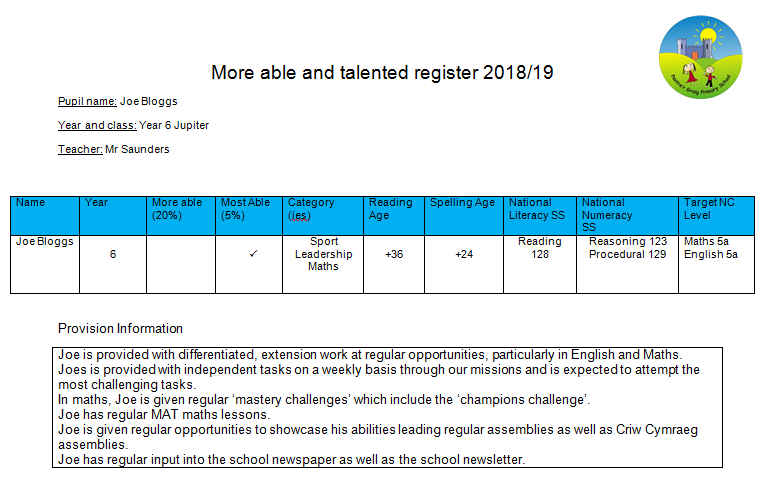 More able and talented register 2018/19
Pentre'r Graig Primary School
Pupil name: Joe Bloggs
Year and class: Year 6 Jupiter
Teacher: Mr Saunders
Name Year More able (20%) Most Able (5%) Category (ies) Reading Age Spelling Age National Literacy SS National Numeracy SS Target NC Level
Joe Bloggs 6 ✓ Sport Leadership Maths +36 +24 Reading 128 Reasoning 123 Procedural 129 Maths 5a English 5a
Provision Information
Joe is provided with differentiated, extension work at regular opportunities, particularly in English and Maths.
Joes is provided with independent tasks on a weekly basis through our missions and is expected to attempt the
most challenging tasks.
In maths, Joe is given regular ‘mastery challenges’ which include the ‘champions challenge’.
Joe has regular MAT maths lessons.
Joe is given regular opportunities to showcase his abilities leading regular assemblies as well as Criw Cymraeg
assemblies.
Joe has regular input into the school newspaper as well as the school newsletter.